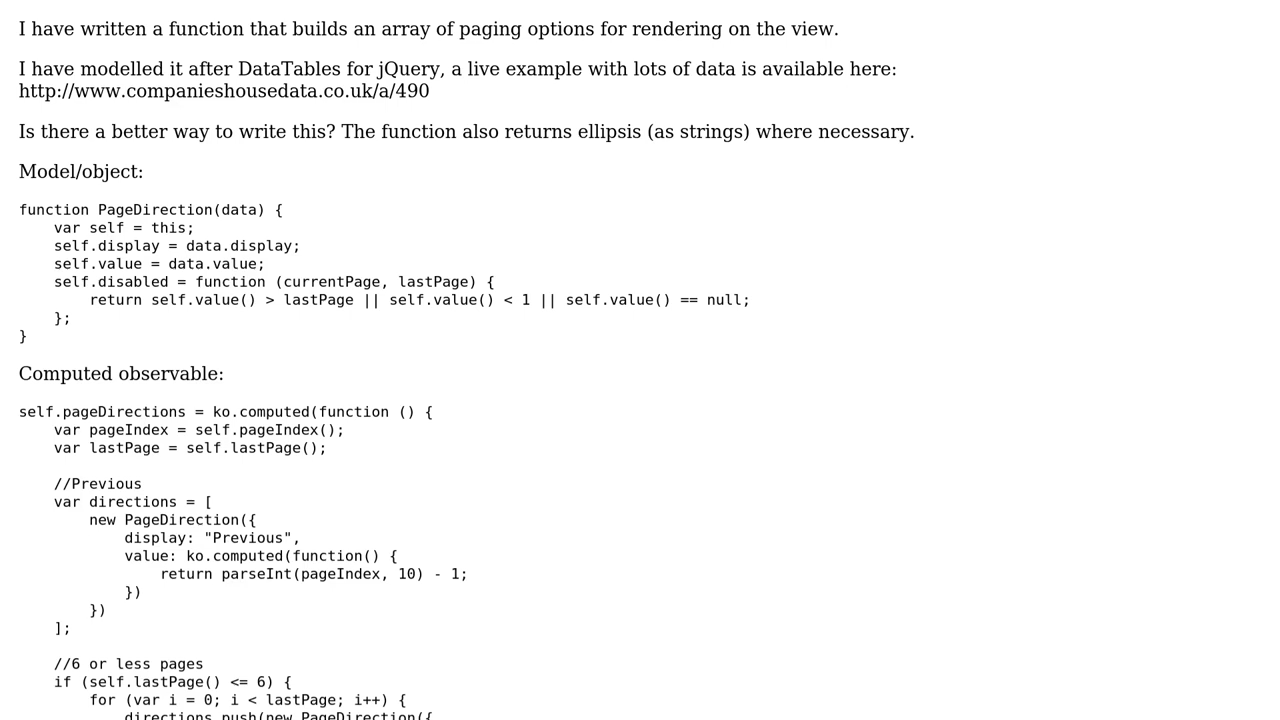 I have written a function that builds an array of paging options for rendering on the view.
I have modelled it after DataTables for jQuery, a live example with lots of data is available here:
http://www.companieshousedata.co.uk/a/490
Is there a better way to write this? The function also returns ellipsis (as strings) where necessary.
Model/object:
function PageDirection(data) {
    var self = this;
    self.display = data.display;
    self.value = data.value;
    self.disabled = function (currentPage, lastPage) {
        return self.value() > lastPage || self.value() < 1 || self.value() == null;
    };
}
Computed observable:
self.pageDirections = ko.computed(function () {
    var pageIndex = self.pageIndex();
    var lastPage = self.lastPage();

    //Previous
    var directions = [
        new PageDirection({
            display: "Previous",
            value: ko.computed(function() {
                return parseInt(pageIndex, 10) - 1;
            })
        })
    ];

    //6 or less pages
    if (self.lastPage() <= 6) {
        for (var i = 0; i < lastPage; i++) {
            directions.push(new PageDirection({